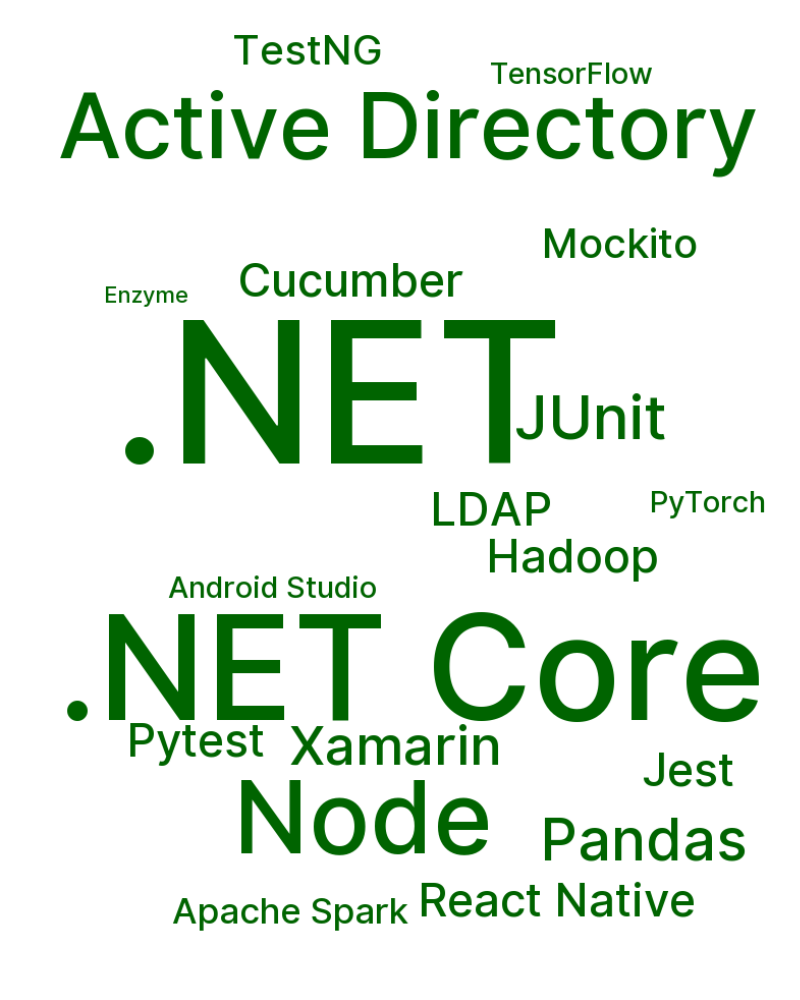 TestNG
TensorFlow
Active Directory
Mockito
Cucumber
Enzyme
.NET
JUnit
LDAP
PyTorch
Hadoop
Android Studio
.NET Core
Pytest
Xamarin
Jest
Node
Pandas
React Native
Apache Spark